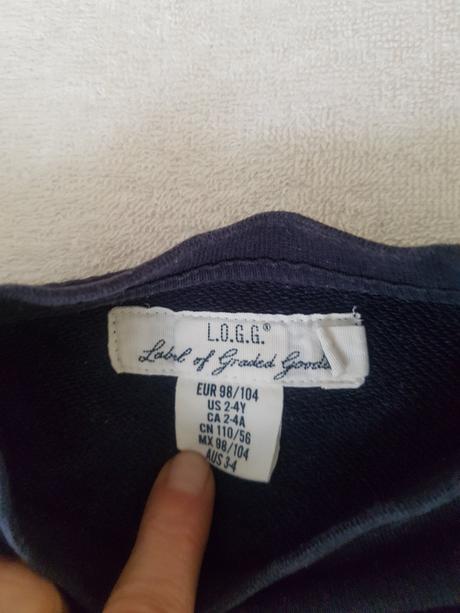 L.O.G.G.®
Label of Graded Goods
EUR 98/104
US 2-4Y
CA 2-4A
CN 110/56
MX 98/104
AUS 3-4